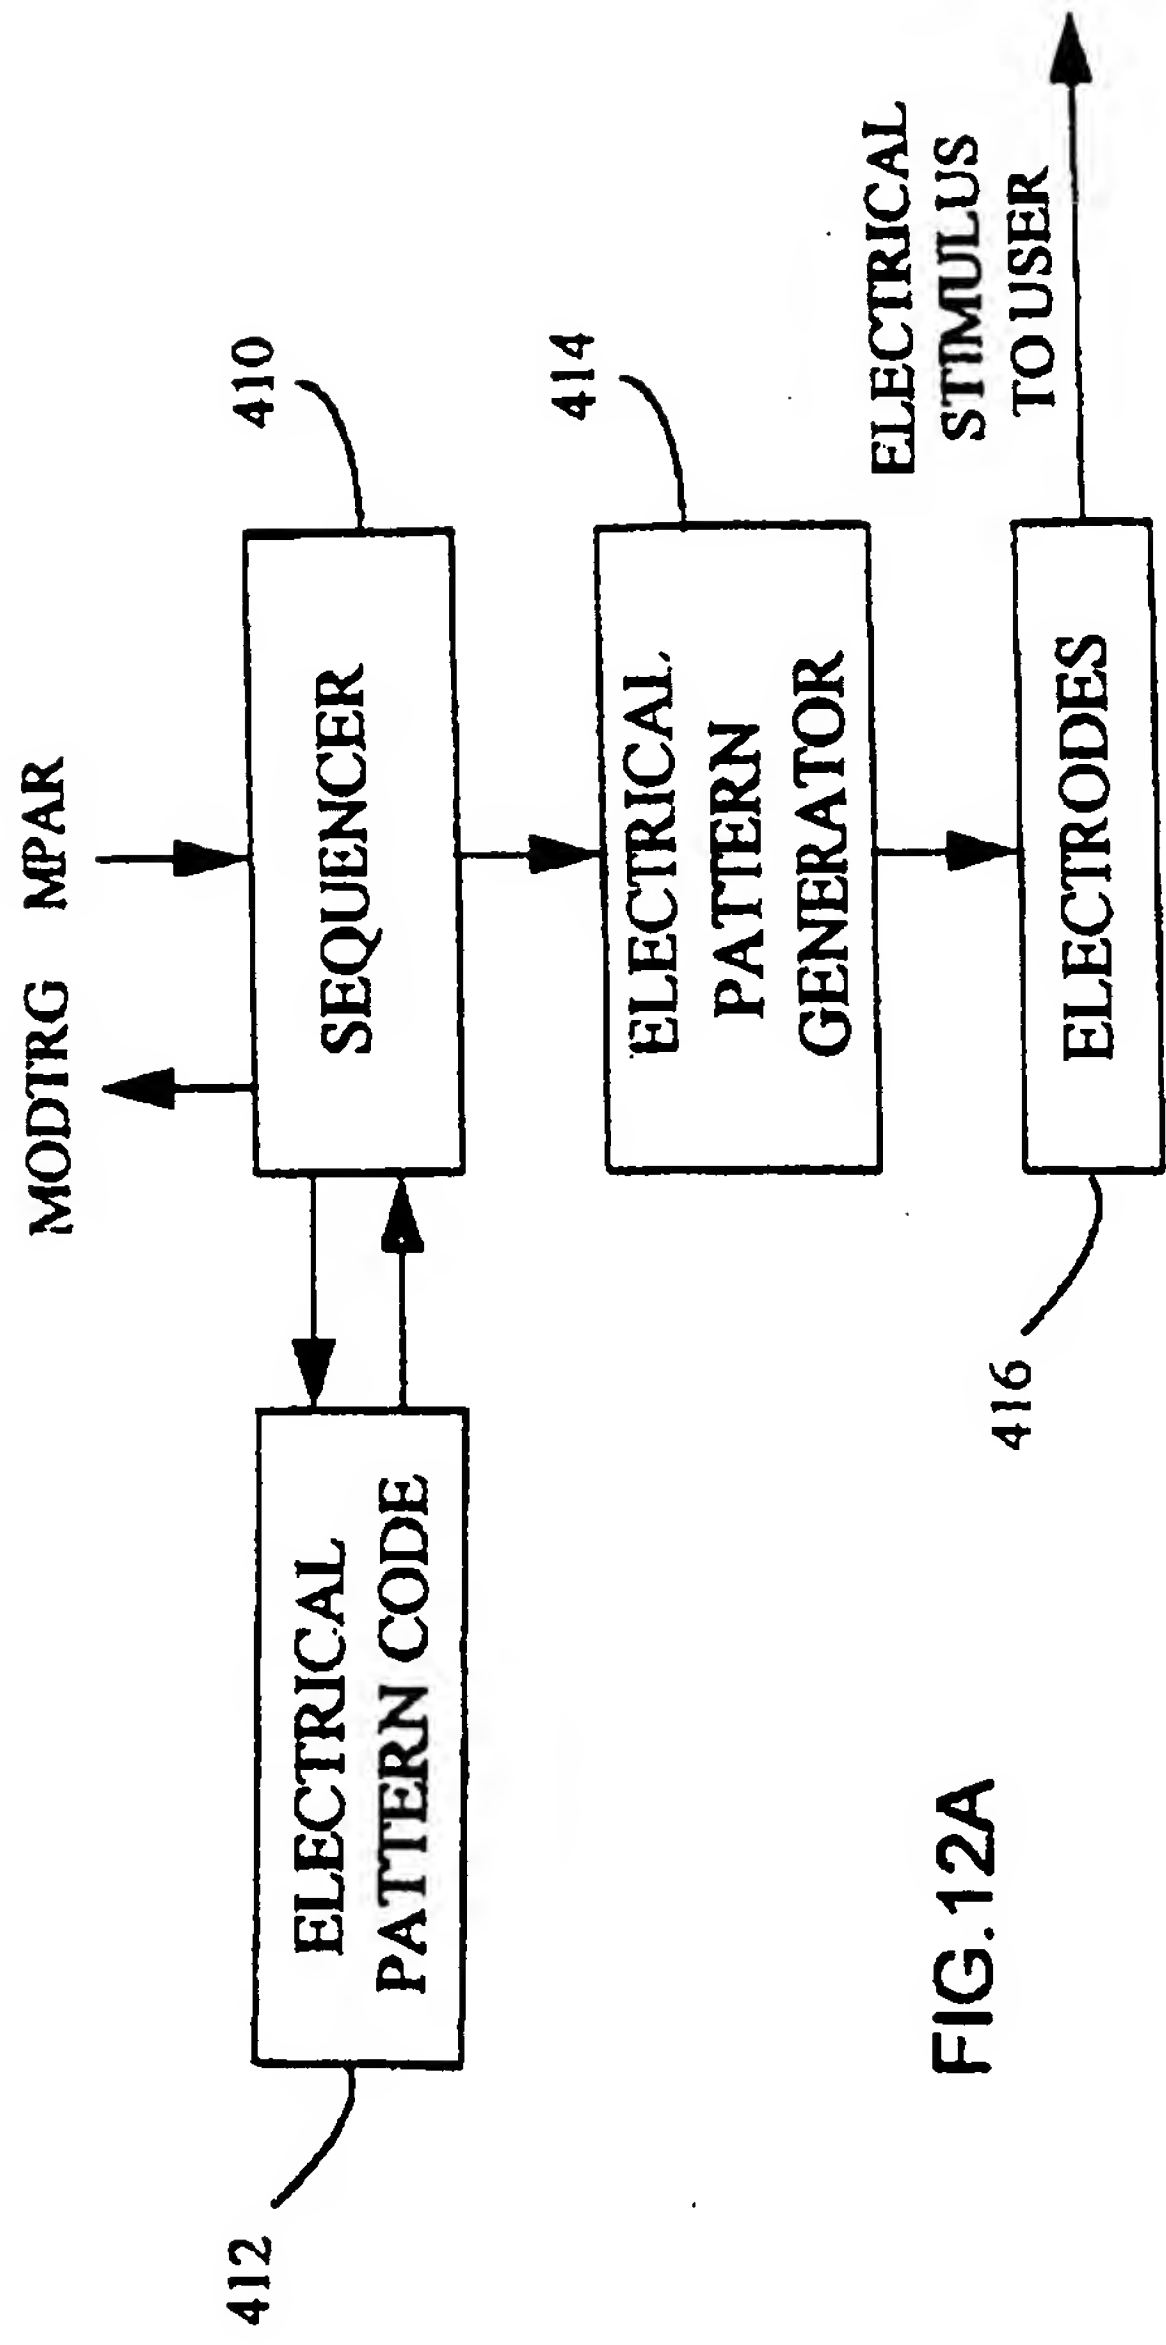 MODTRG MPAR
410
SEQUENCER
412
ELECTRICAL
PATTERN CODE
414
ELECTRICAL
PATTERN
GENERATOR
ELECTRICAL
STIMULUS
TO USER
416
ELECTRODES
FIG.12A